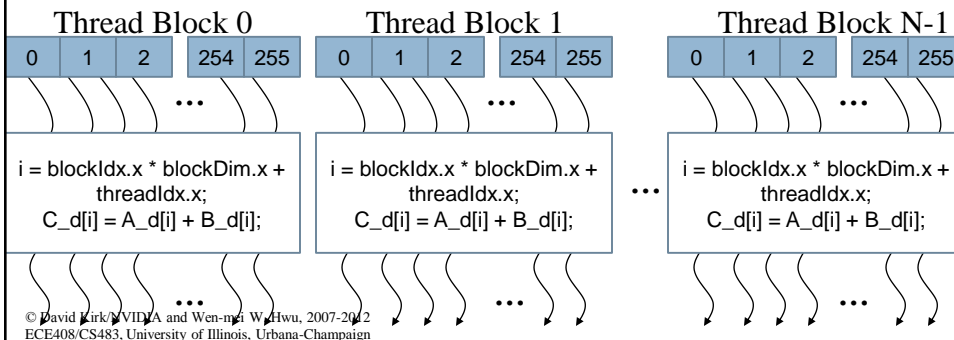 Thread Block 0 Thread Block 1 Thread Block N-1
0 1 2 254 255 0 1 2 254 255 0 1 2 254 255
... ... ...
i = blockIdx.x * blockDim.x +
threadIdx.x;
C_d[i] = A_d[i] + B_d[i];
i = blockIdx.x * blockDim.x +
threadIdx.x;
C_d[i] = A_d[i] + B_d[i];
...
i = blockIdx.x * blockDim.x +
threadIdx.x;
C_d[i] = A_d[i] + B_d[i];
... ... ...
© David Kirk/NVIDIA and Wen-mei W. Hwu, 2007-2012
ECE408/CS483, University of Illinois, Urbana-Champaign